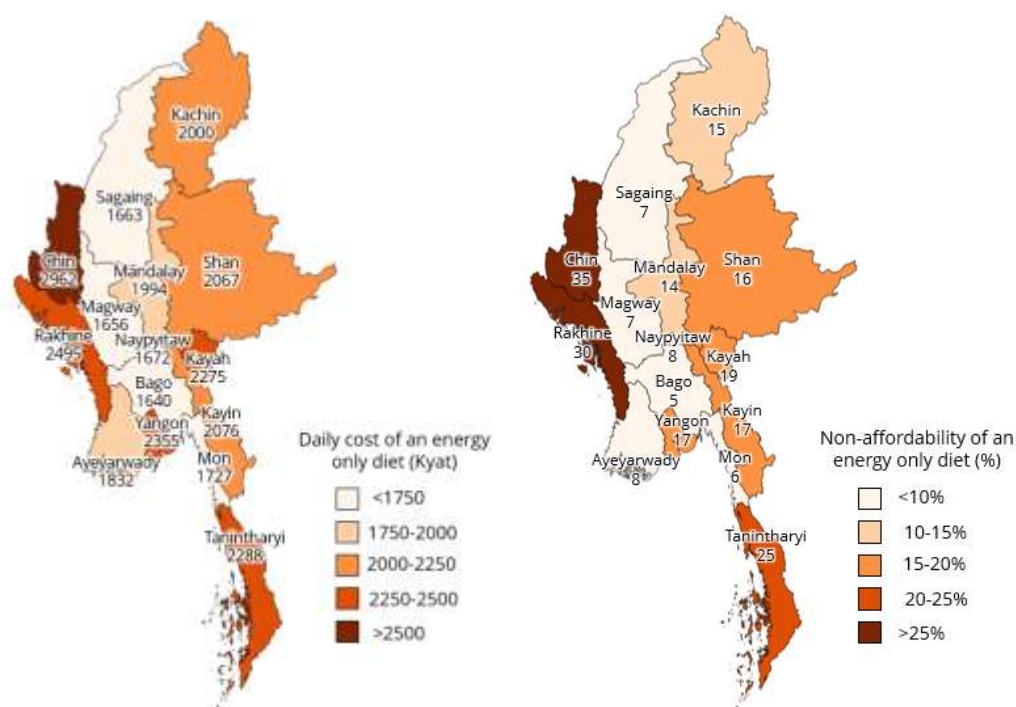 Kachin
2000
Sagaing
1663
Chin
2962
Mandalay
1994
Shan
2067
Magway
1656
Rakhine
2495
Naypyitaw
1672
Kayah
2275
Bago
1640
Kayin
2076
Yangon
2355
Ayeyarwady
1832
Mon
1727
Tanintharyi
2288
Daily cost of an energy
only diet (Kyat)
<1750
1750-2000
2000-2250
2250-2500
>2500
Kachin
15
Sagaing
7
Chin
35
Mandalay
14
Shan
16
Magway
7
Rakhine
30
Naypyitaw
8
Kayah
19
Bago
5
Kayin
17
Yangon
17
Ayeyarwady
8
Mon
6
Tanintharyi
25
Non-affordability of an
energy only diet (%)
<10%
10-15%
15-20%
20-25%
>25%